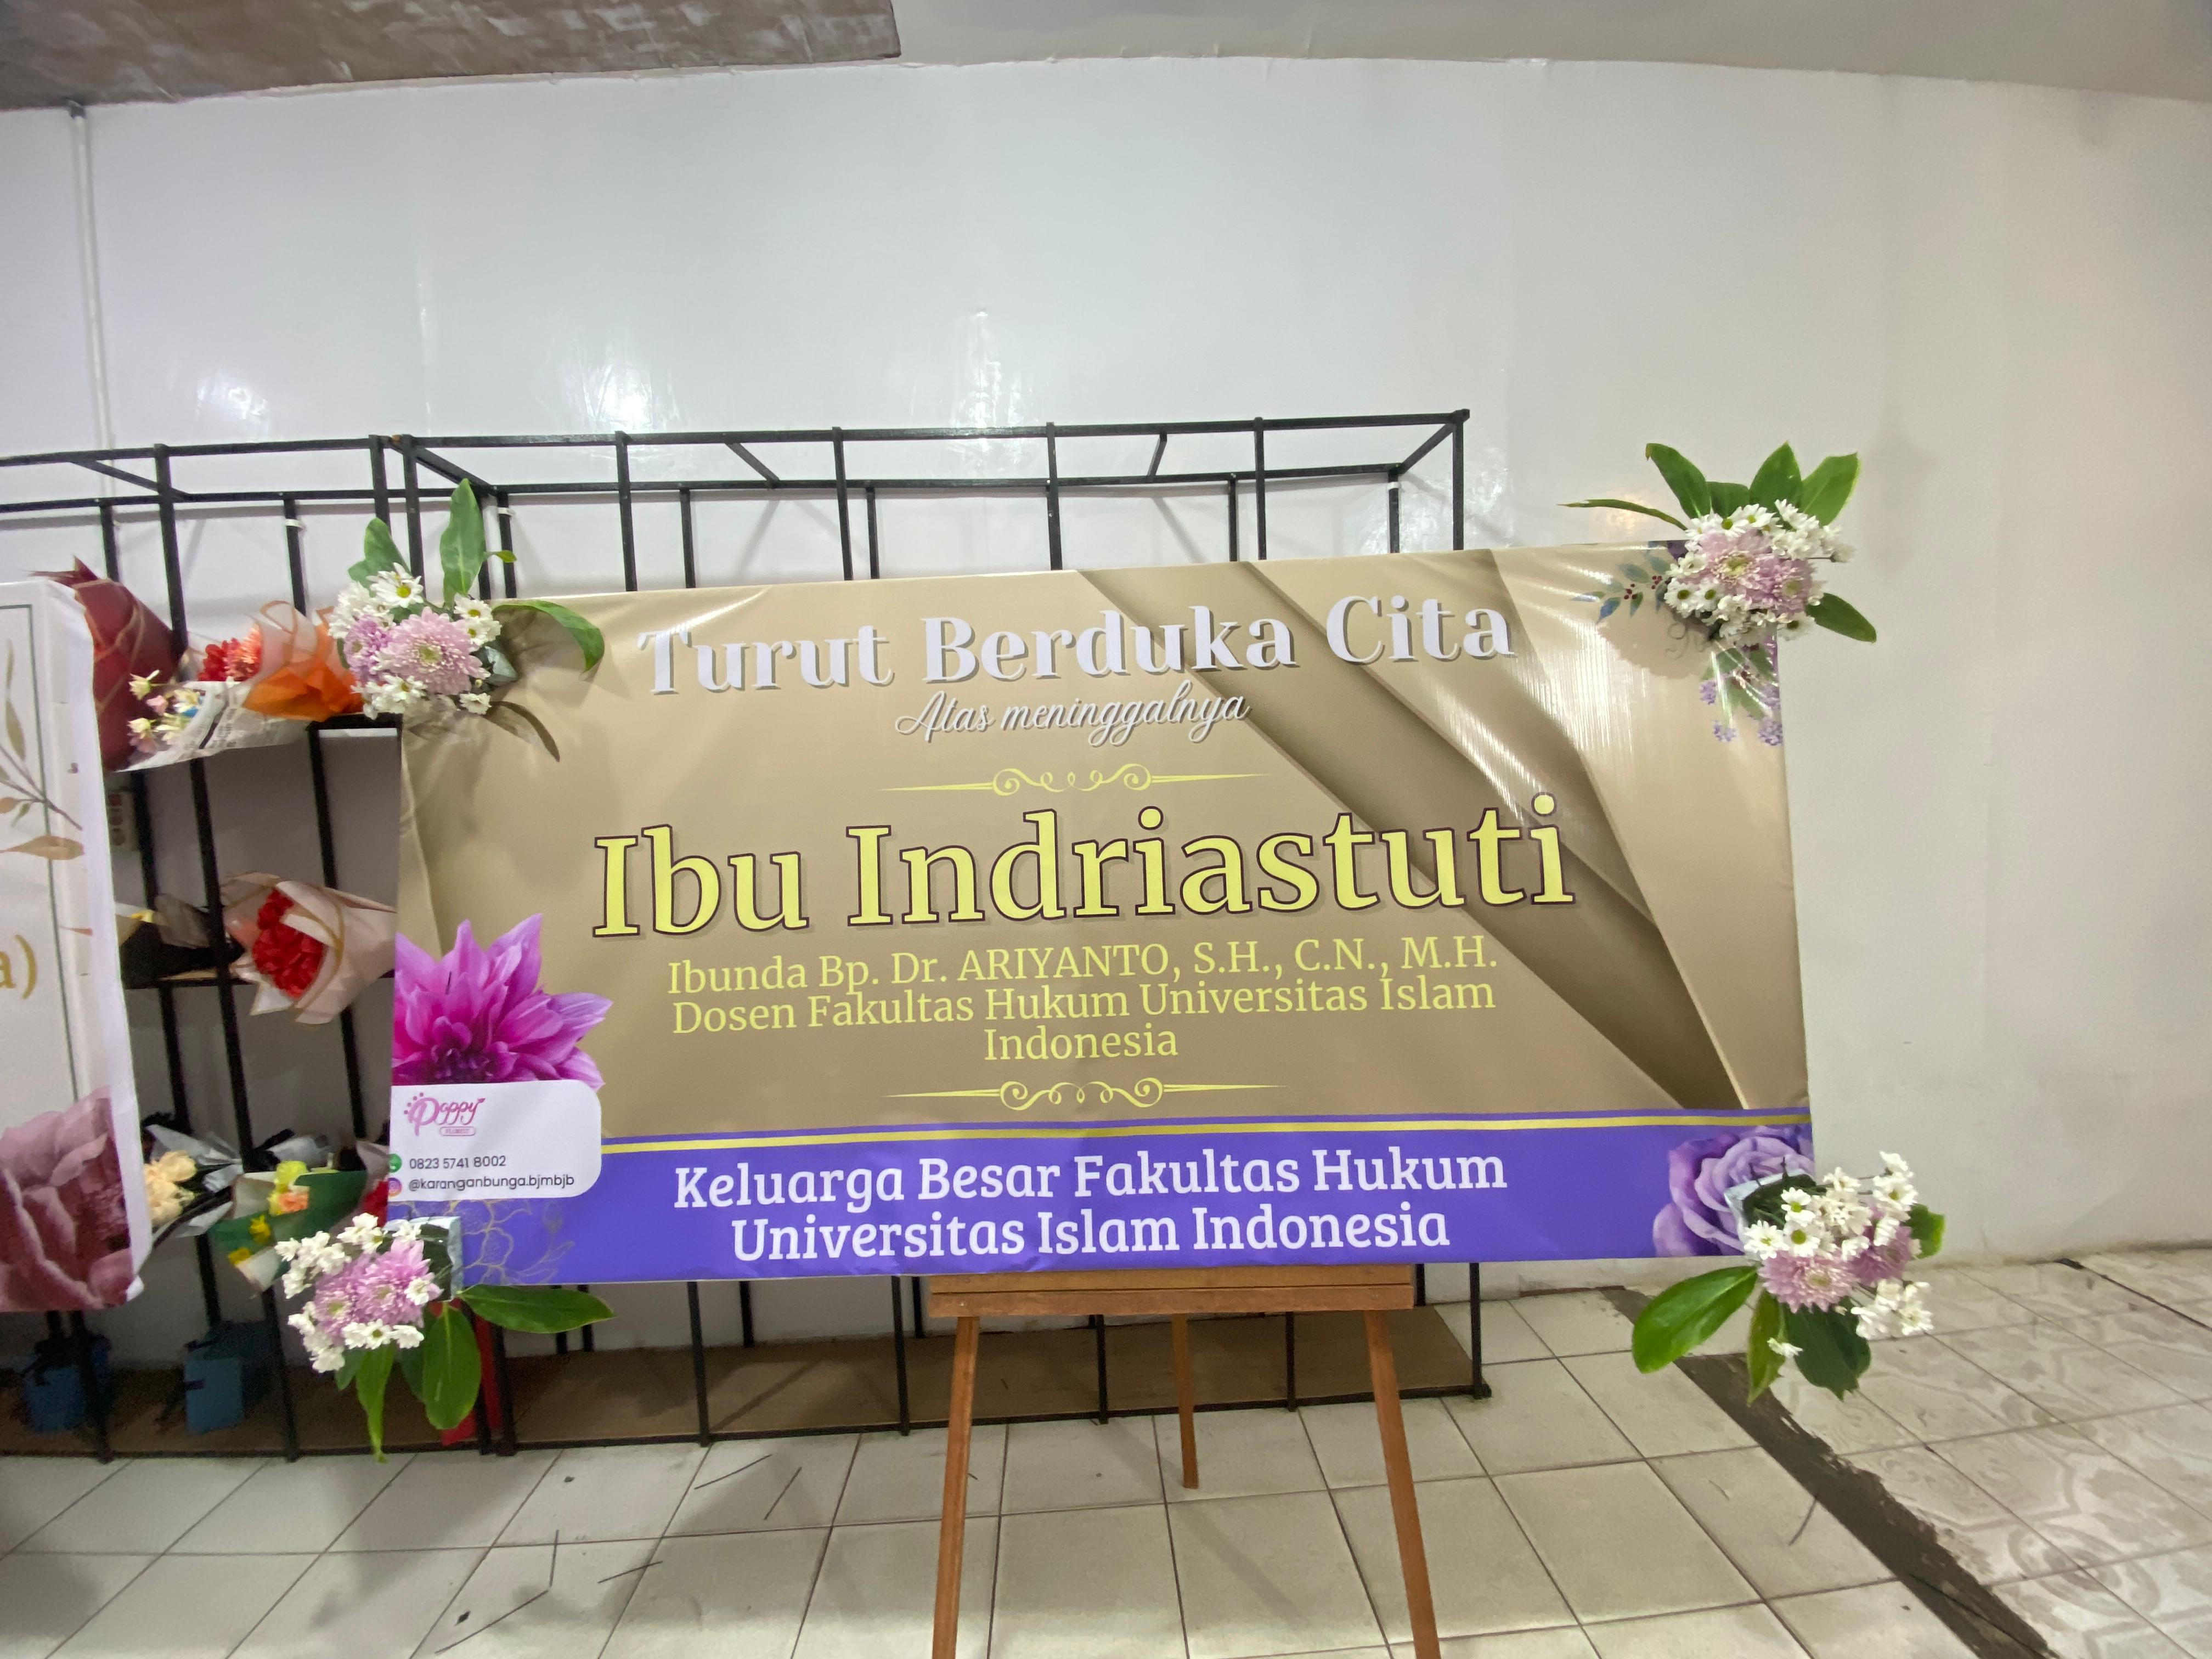 Turut Berduka Cita
Atas meninggalnya
Ibu Indriastuti
Ibunda Bp. Dr. ARIYANTO, S.H., C.N., M.H.
Dosen Fakultas Hukum Universitas Islam
Indonesia
Poppy
FLORIST
0823 5741 8002
@karanganbunga.bjmbjb
Keluarga Besar Fakultas Hukum
Universitas Islam Indonesia
a)